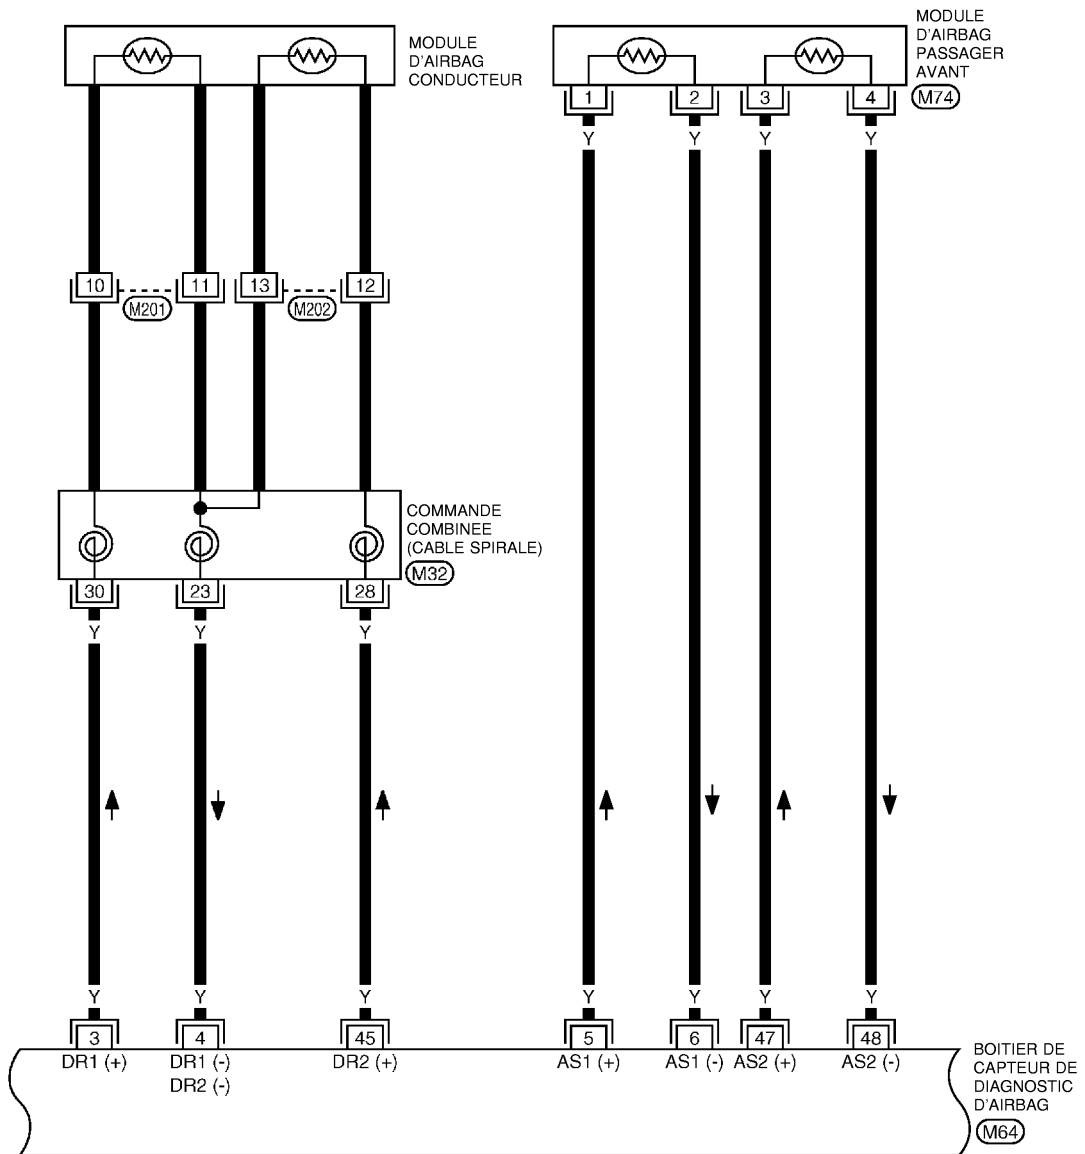 MODULE
D'AIRBAG
CONDUCTEUR
MODULE
D'AIRBAG
PASSAGER
AVANT
M74
1 2 3 4
Y Y Y Y
10 11 13 12
M201 M202
COMMANDE
COMBINEE
(CABLE SPIRALE)
M32
30 23 28
Y Y Y
Y Y Y Y Y Y Y
3 4 45 5 6 47 48
DR1 (+) DR1 (-) DR2 (+) AS1 (+) AS1 (-) AS2 (+) AS2 (-)
DR2 (-)
BOITIER DE
CAPTEUR DE
DIAGNOSTIC
D'AIRBAG
M64